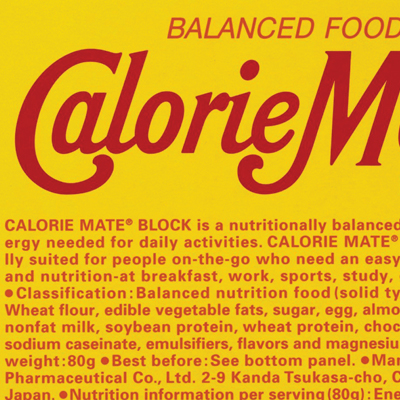 BALANCED FOOD
CalorieM
CALORIE MATE® BLOCK is a nutritionally balanced
ergy needed for daily activities. CALORIE MATE®
lly suited for people on-the-go who need an easy
and nutrition-at breakfast, work, sports, study,
●Classification:Balanced nutrition food(solid ty
Wheat flour, edible vegetable fats, sugar, egg, almo
nonfat milk, soybean protein, wheat protein, choc
sodium caseinate, emulsifiers, flavors and magnesiu
weight:80g ●Best before:See bottom panel. ●Man
Pharmaceutical Co., Ltd. 2-9 Kanda Tsukasa-cho, C
Japan. ●Nutrition information per serving(80g):Ene